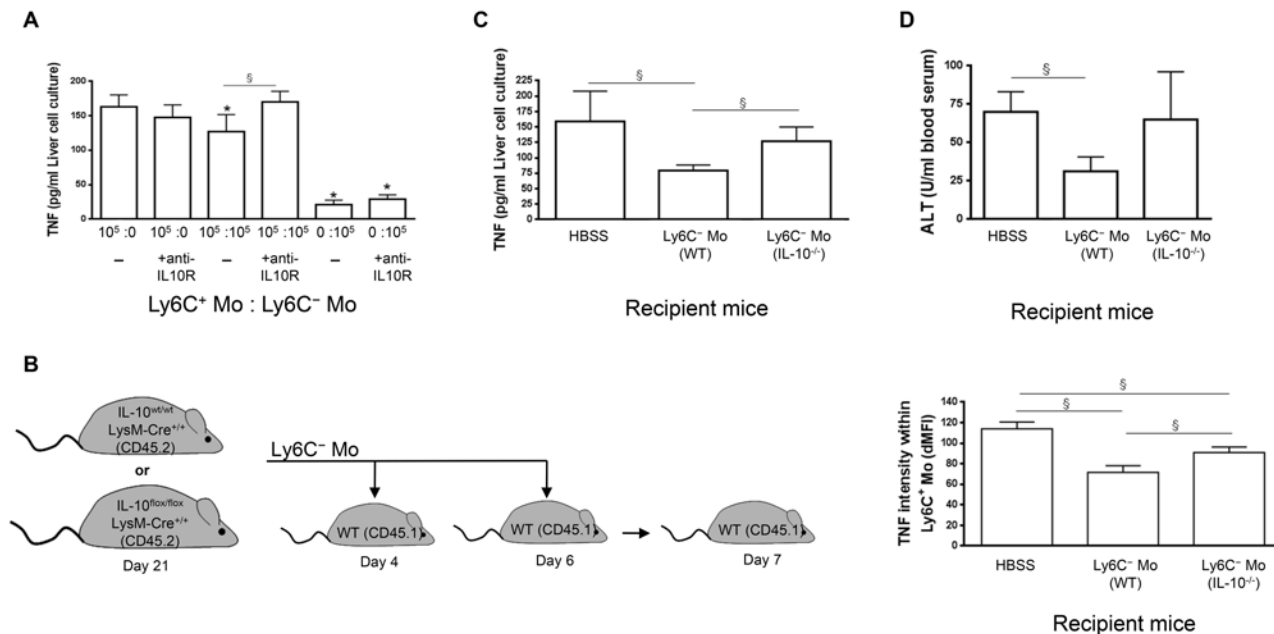 A
TNF (pg/ml Liver cell culture)
200
150
100
50
0
§
*
*
*
10⁵ :0
10⁵ :0
10⁵ :10⁵
10⁵ :10⁵
0 :10⁵
0 :10⁵
–
+anti-
IL10R
–
+anti-
IL10R
–
+anti-
IL10R
Ly6C⁺ Mo : Ly6C⁻ Mo
C
TNF (pg/ml Liver cell culture)
225
200
175
150
125
100
75
50
25
0
§
§
HBSS
Ly6C⁻ Mo
(WT)
Ly6C⁻ Mo
(IL-10⁻/⁻)
Recipient mice
D
ALT (U/ml blood serum)
100
75
50
25
0
§
HBSS
Ly6C⁻ Mo
(WT)
Ly6C⁻ Mo
(IL-10⁻/⁻)
Recipient mice
B
IL-10ʷᵗ/ʷᵗ
LysM-Cre⁺/⁺
(CD45.2)
or
IL-10ᶠˡᵒˣ/ᶠˡᵒˣ
LysM-Cre⁺/⁺
(CD45.2)
Day 21
Ly6C⁻ Mo
WT (CD45.1)
Day 4
WT (CD45.1)
Day 6
WT (CD45.1)
Day 7
TNF intensity within
Ly6C⁺ Mo (dMFI)
140
120
100
80
60
40
20
0
§
§
§
HBSS
Ly6C⁻ Mo
(WT)
Ly6C⁻ Mo
(IL-10⁻/⁻)
Recipient mice